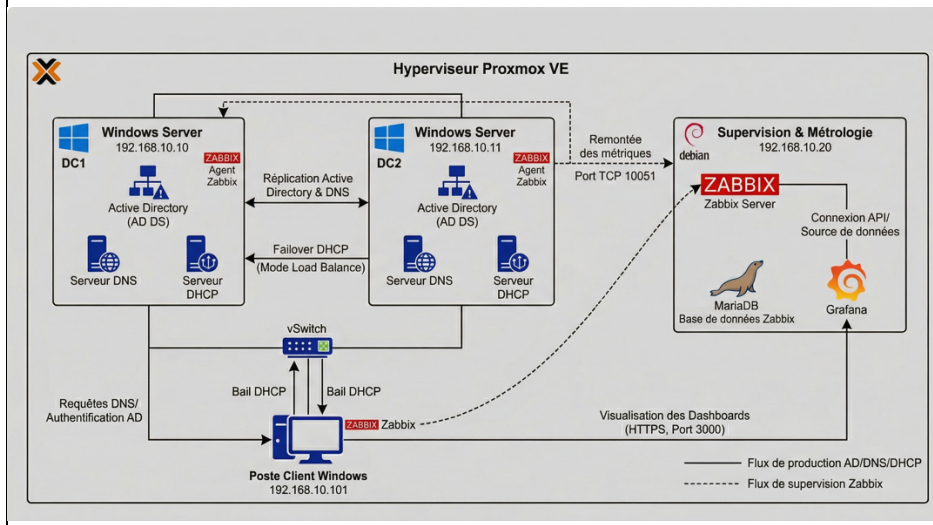 Hyperviseur Proxmox VE
Windows Server
192.168.10.10
DC1
ZABBIX
Agent
Zabbix
Active Directory
(AD DS)
Serveur DNS
Serveur
DHCP
Réplication Active
Directory & DNS
Failover DHCP
(Mode Load Balance)
Windows Server
192.168.10.11
DC2
ZABBIX
Agent
Zabbix
Active Directory
(AD DS)
Serveur DNS
Serveur
DHCP
Remontée
des métriques
Port TCP 10051
debian
Supervision & Métrologie
192.168.10.20
ZABBIX
Zabbix Server
Connexion API/
Source de données
MariaDB
Base de données Zabbix
Grafana
vSwitch
Bail DHCP
Bail DHCP
Requêtes DNS/
Authentification AD
ZABBIX Zabbix
Poste Client Windows
192.168.10.101
Visualisation des Dashboards
(HTTPS, Port 3000)
Flux de production AD/DNS/DHCP
Flux de supervision Zabbix